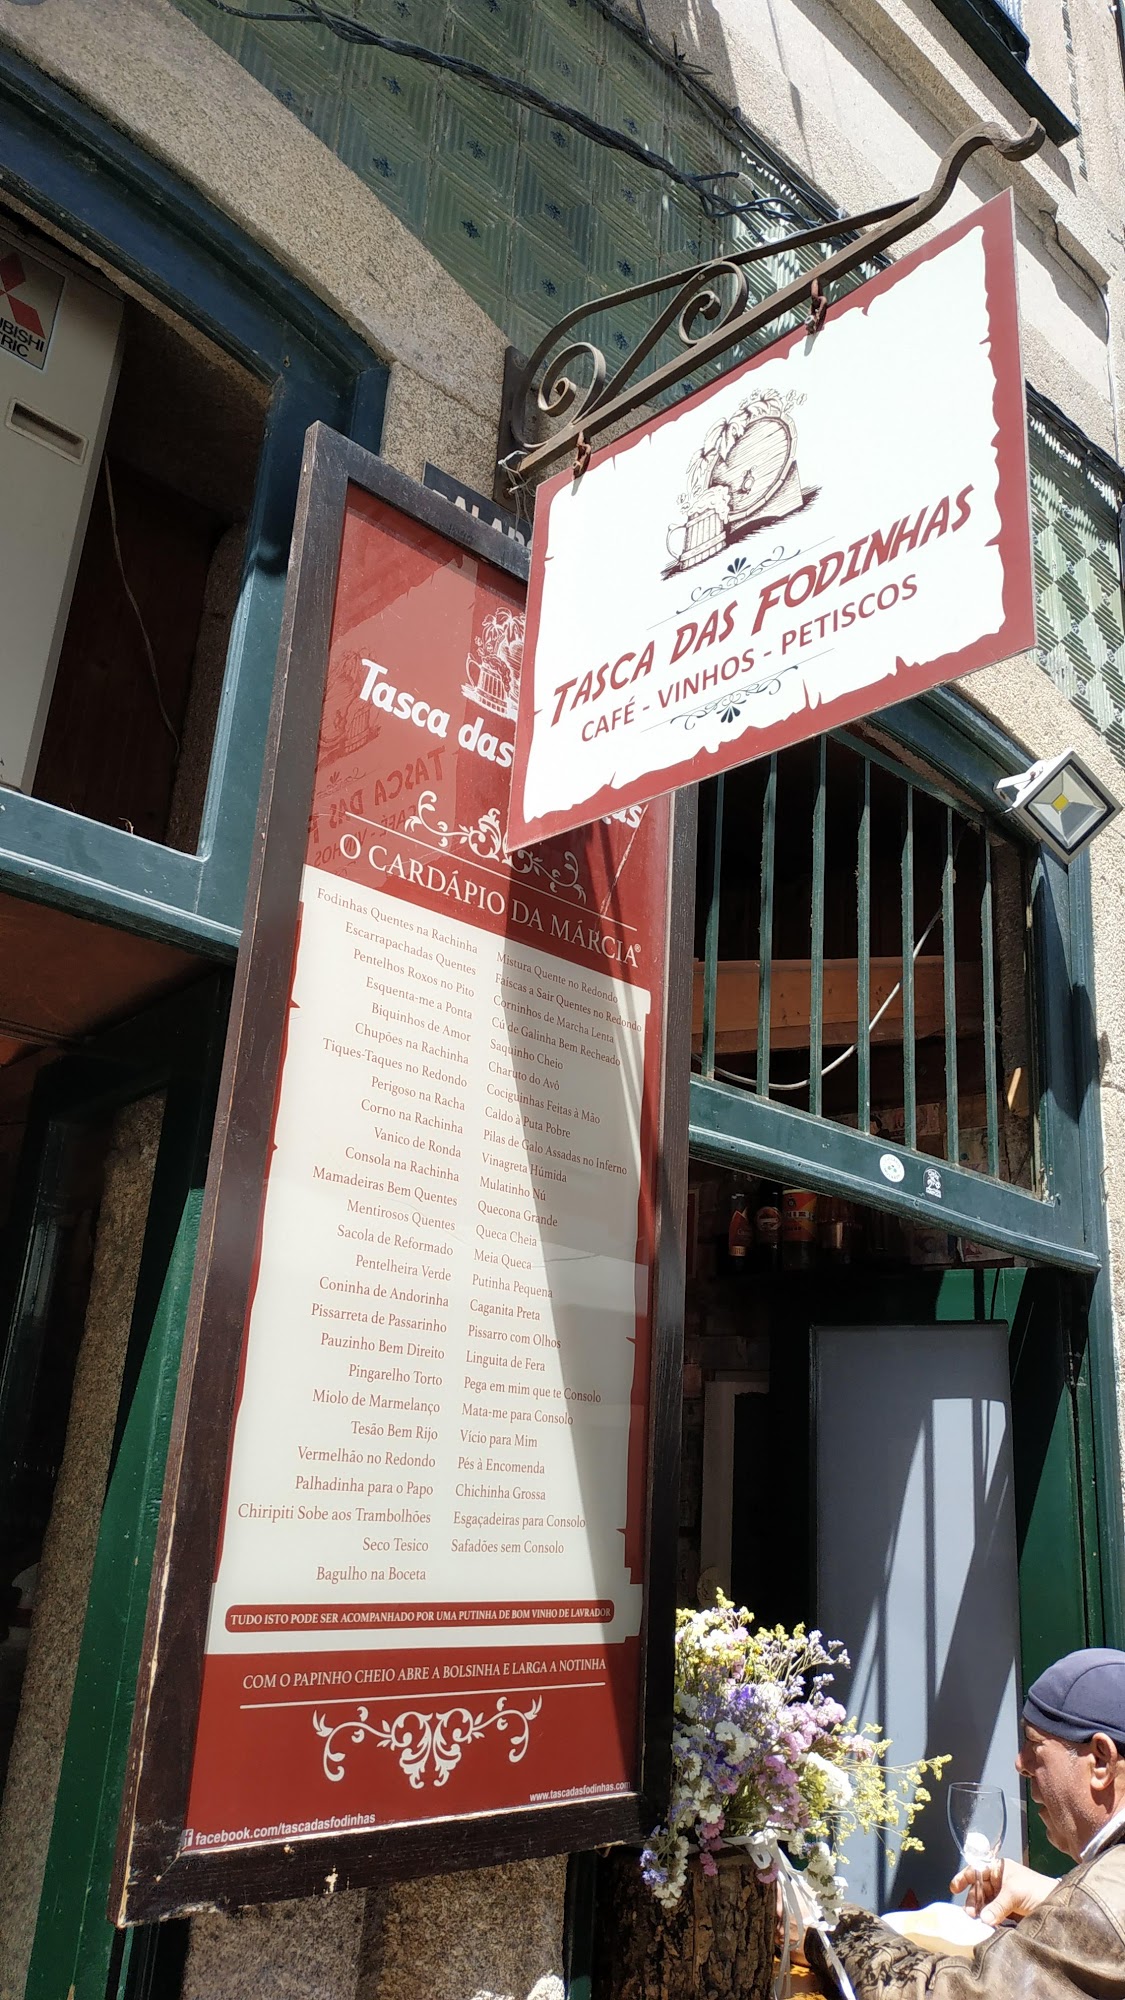 TASCA DAS FODINHAS
CAFÉ - VINHOS - PETISCOS
Tasca das
O CARDÁPIO DA MÁRCIA®
Fodinhas Quentes na Rachinha
Escarrapachadas Quentes
Pentelhos Roxos no Pito
Esquenta-me a Ponta
Biquinhos de Amor
Chupões na Rachinha
Tiques-Taques no Redondo
Perigoso na Racha
Corno na Rachinha
Vanico de Ronda
Consola na Rachinha
Mamadeiras Bem Quentes
Mentirosos Quentes
Sacola de Reformado
Pentelheira Verde
Coninha de Andorinha
Pissarreta de Passarinho
Pauzinho Bem Direito
Pingarelho Torto
Miolo de Marmelanço
Tesão Bem Rijo
Vermelhão no Redondo
Palhadinha para o Papo
Chiripiti Sobe aos Trambolhões
Seco Tesico
Bagulho na Boceta
Mistura Quente no Redondo
Faíscas a Sair Quentes no Redondo
Corninhos de Marcha Lenta
Cú de Galinha Bem Recheado
Saquinho Cheio
Charuto do Avô
Cociguinhas Feitas à Mão
Caldo à Puta Pobre
Pilas de Galo Assadas no Inferno
Vinagreta Húmida
Mulatinho Nú
Quecona Grande
Queca Cheia
Meia Queca
Putinha Pequena
Caganita Preta
Pissarro com Olhos
Linguita de Fera
Pega em mim que te Consolo
Mata-me para Consolo
Vício para Mim
Pés à Encomenda
Chichinha Grossa
Esgaçadeiras para Consolo
Safadões sem Consolo
TUDO ISTO PODE SER ACOMPANHADO POR UMA PUTINHA DE BOM VINHO DE LAVRADOR
COM O PAPINHO CHEIO ABRE A BOLSINHA E LARGA A NOTINHA
www.tascadasfodinhas.com
facebook.com/tascadasfodinhas